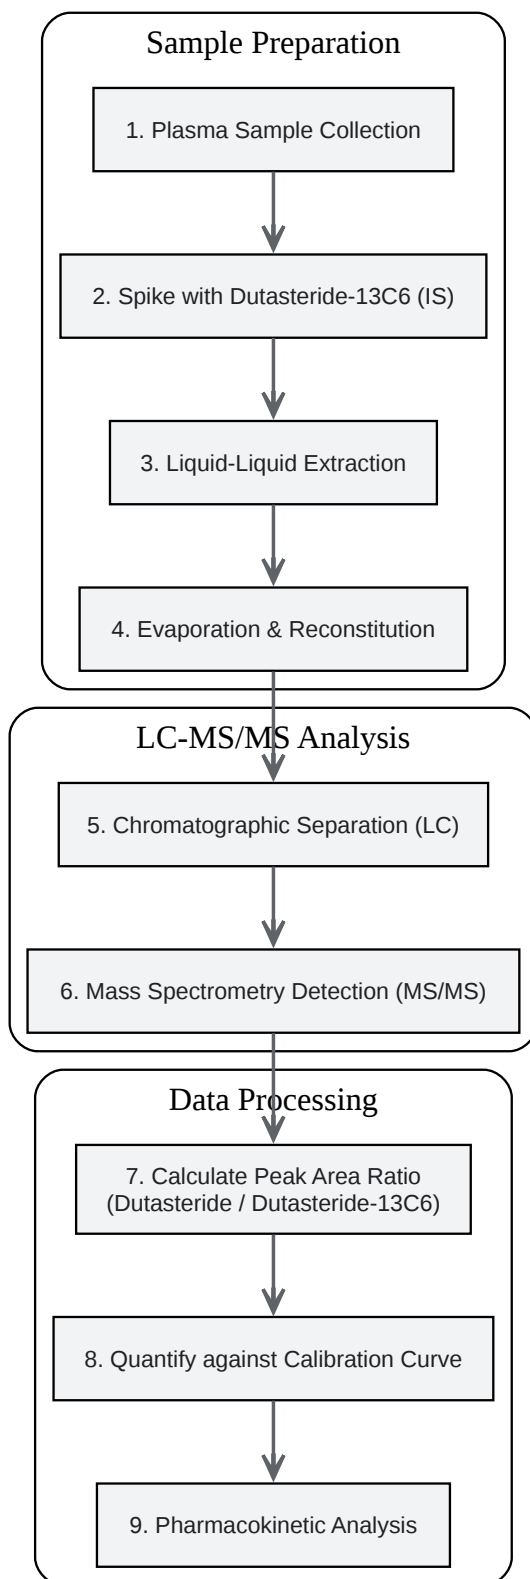 Sample Preparation
1. Plasma Sample Collection
2. Spike with Dutasteride-13C6 (IS)
3. Liquid-Liquid Extraction
4. Evaporation & Reconstitution
LC-MS/MS Analysis
5. Chromatographic Separation (LC)
6. Mass Spectrometry Detection (MS/MS)
Data Processing
7. Calculate Peak Area Ratio
(Dutasteride / Dutasteride-13C6)
8. Quantify against Calibration Curve
9. Pharmacokinetic Analysis